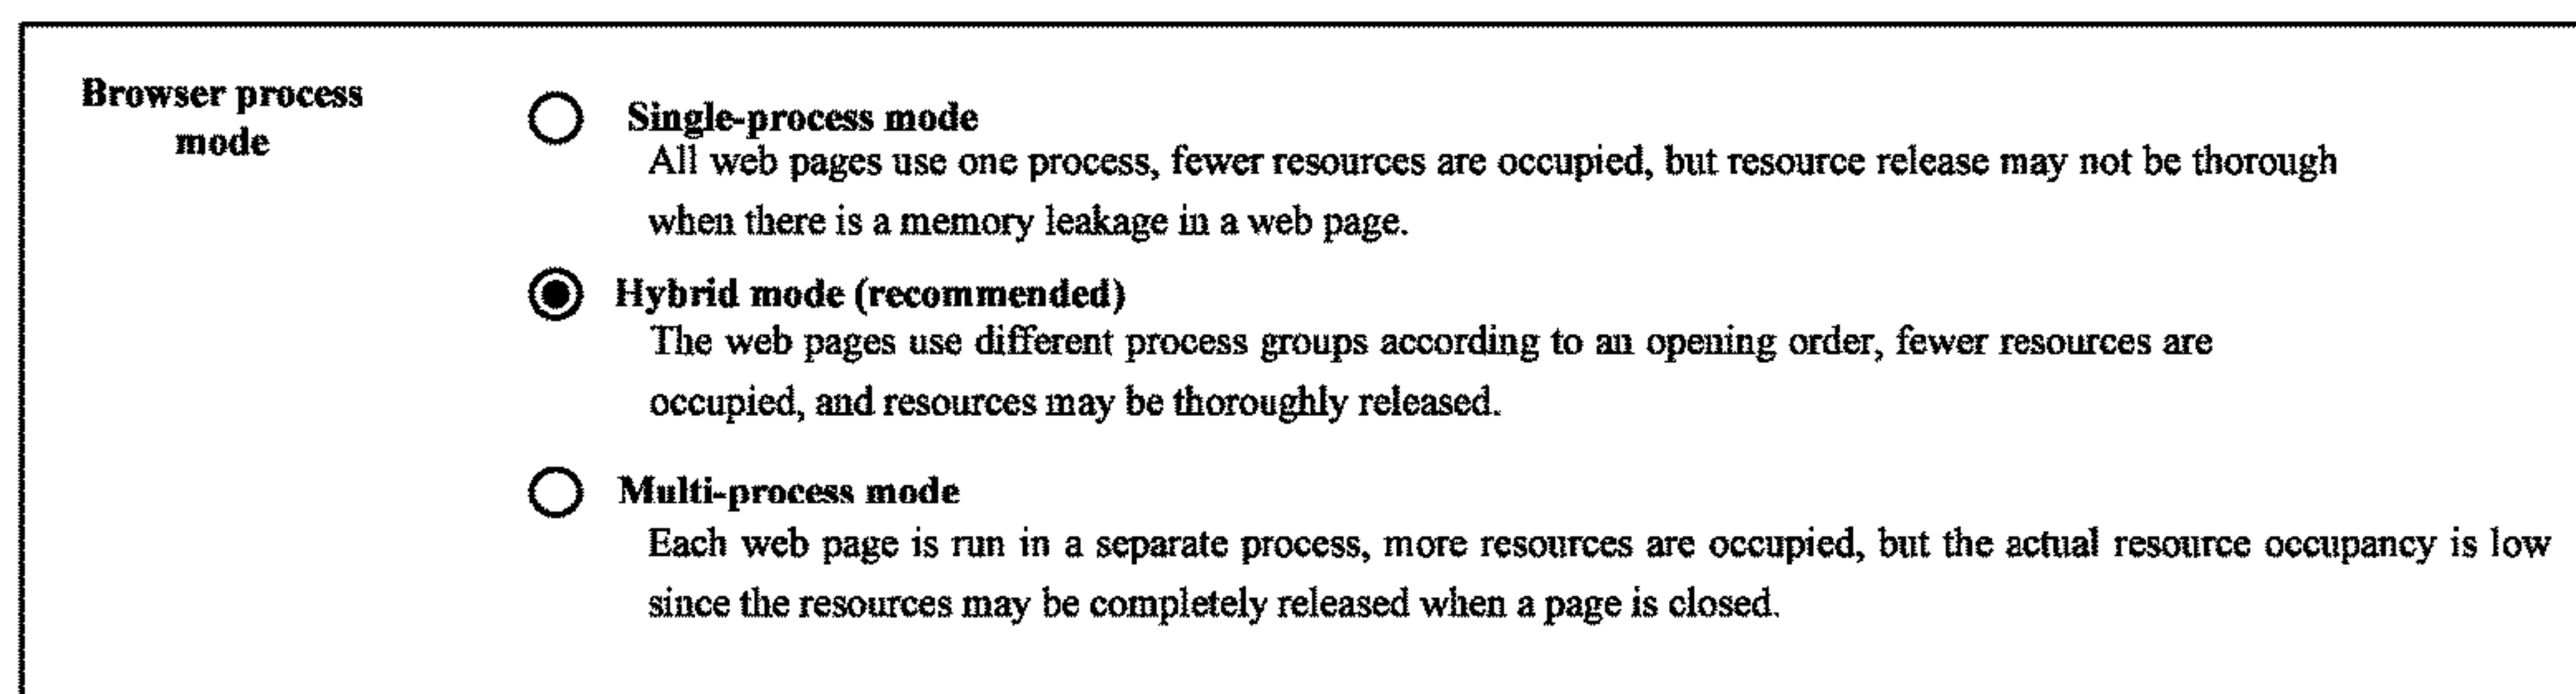 Browser process
mode
Single-process mode
All web pages use one process, fewer resources are occupied, but resource release may not be thorough
when there is a memory leakage in a web page.
Hybrid mode (recommended)
The web pages use different process groups according to an opening order, fewer resources are
occupied, and resources may be thoroughly released.
Multi-process mode
Each web page is run in a separate process, more resources are occupied, but the actual resource occupancy is low
since the resources may be completely released when a page is closed.